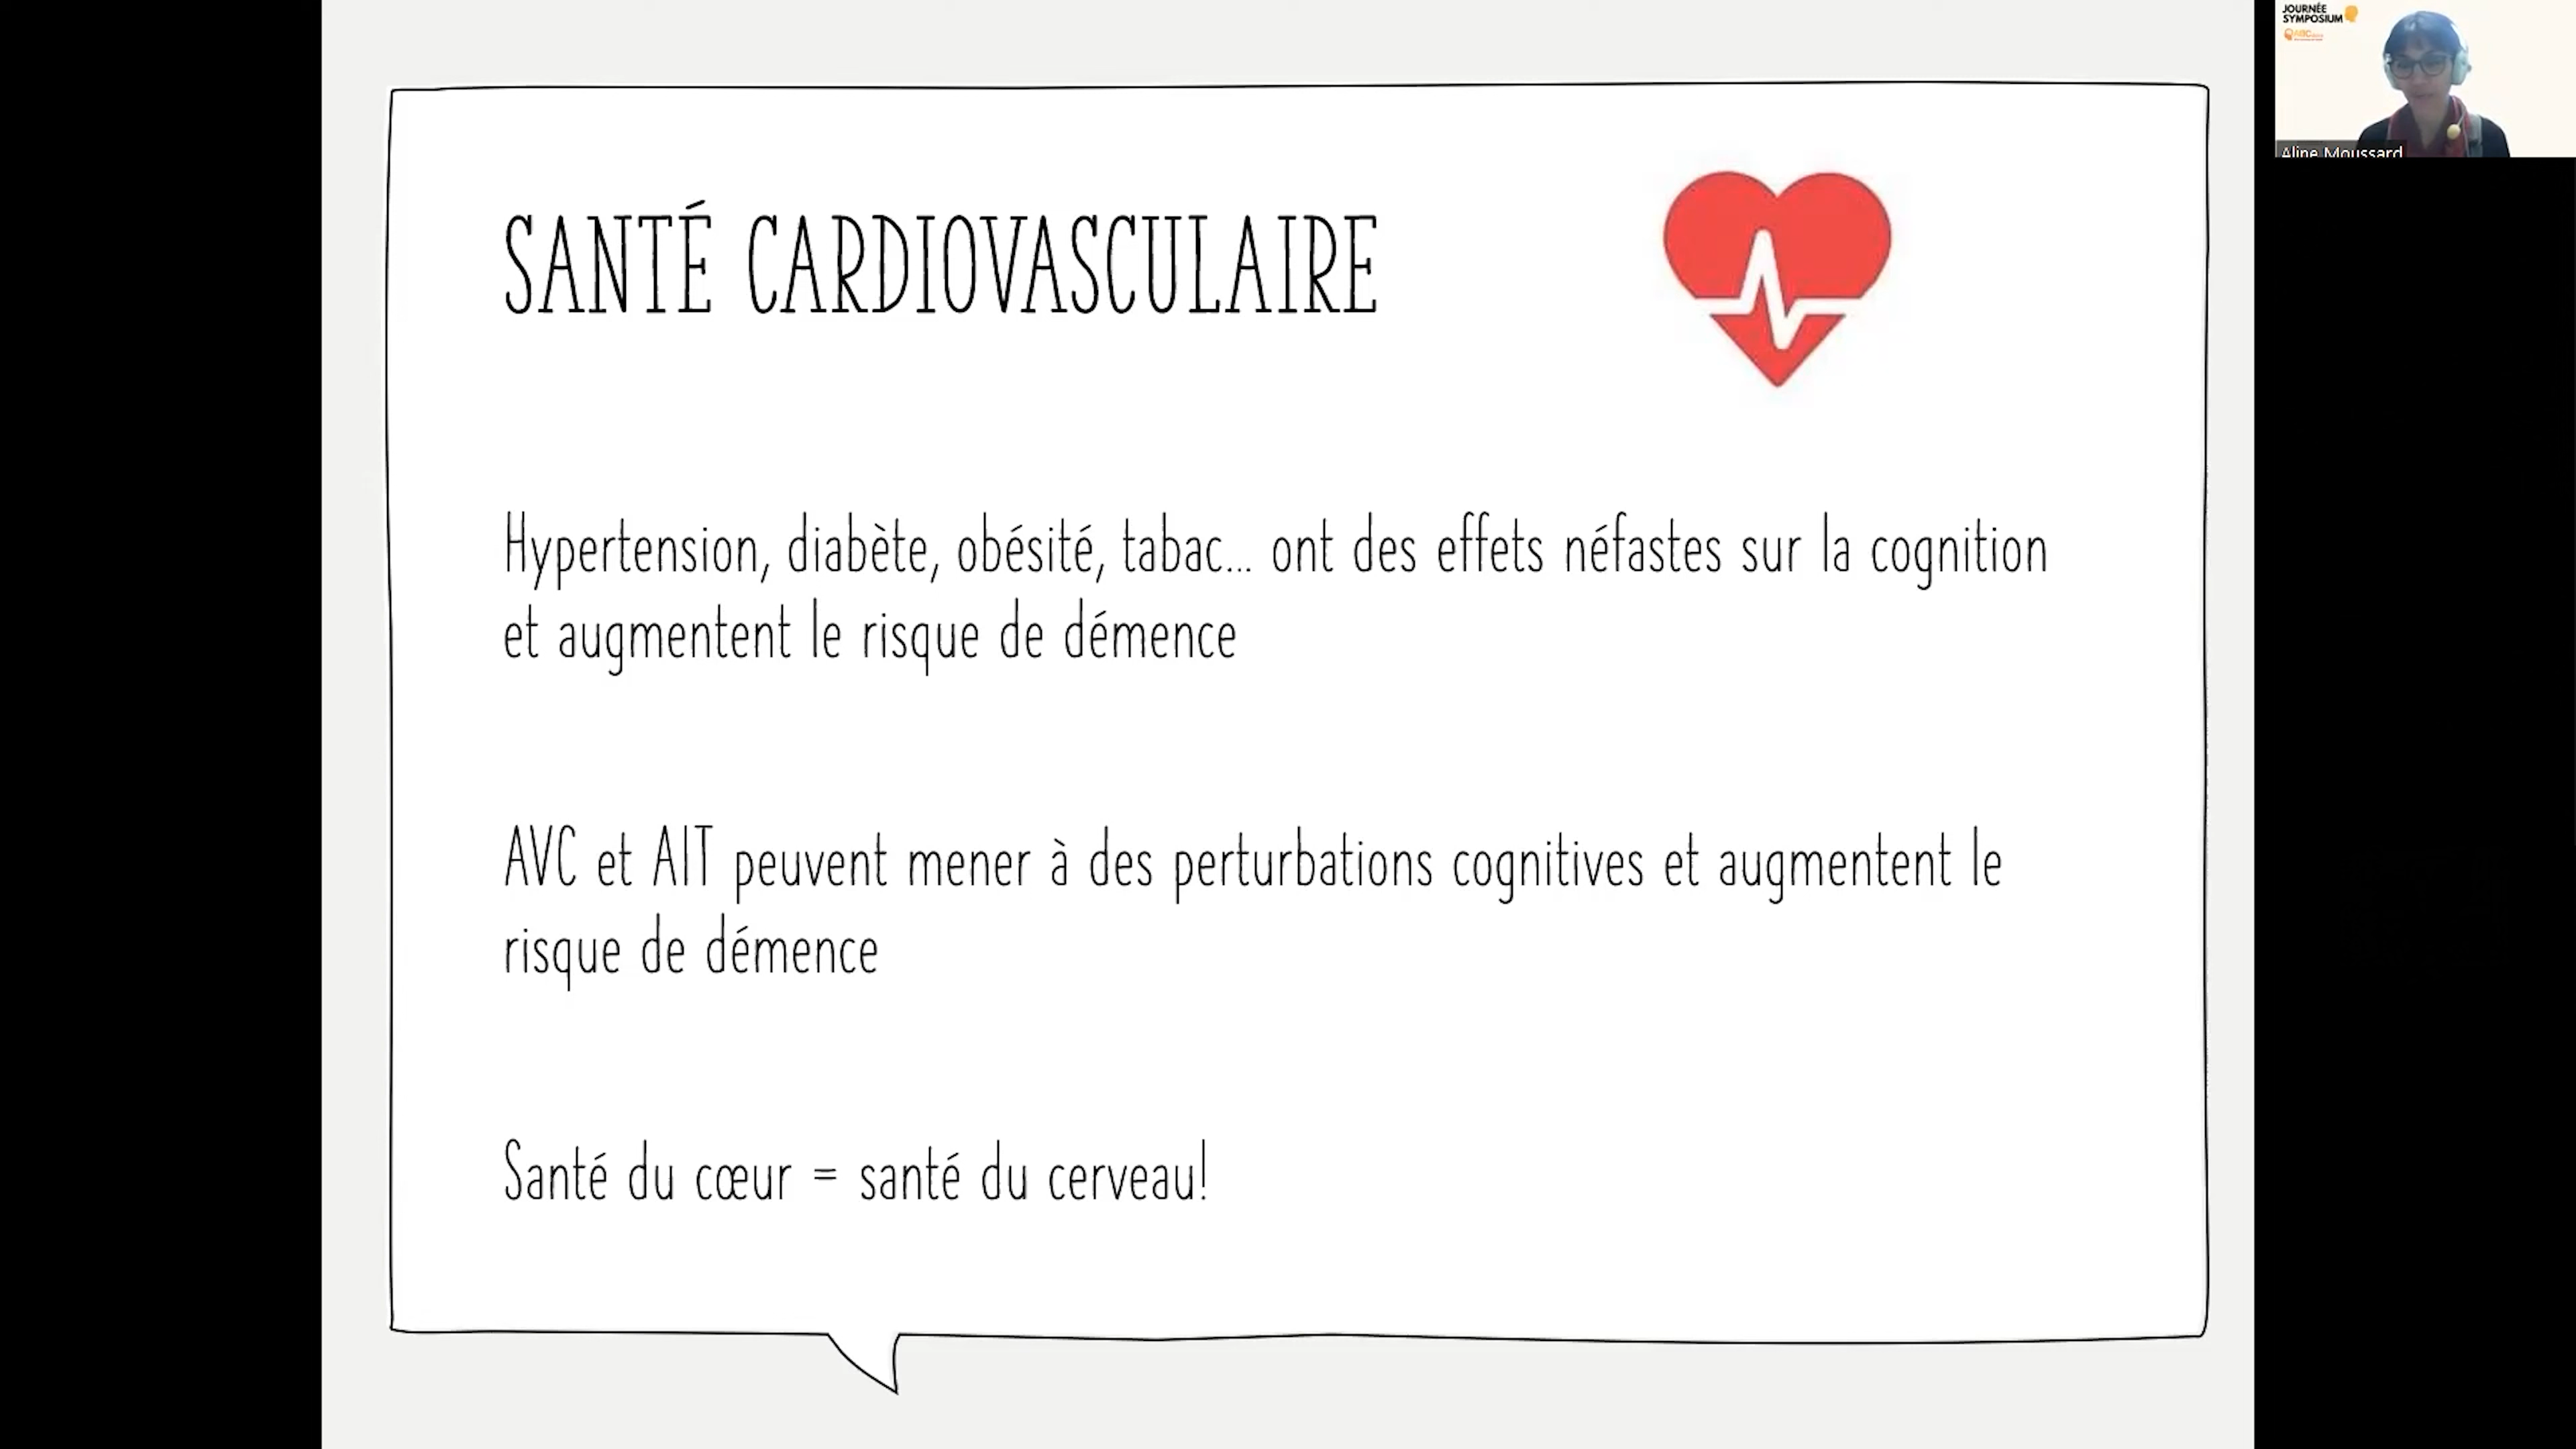 SANTÉ CARDIOVASCULAIRE
Hypertension, diabète, obésité, tabac... ont des effets néfastes sur la cognition
et augmentent le risque de démence
AVC et AIT peuvent mener à des perturbations cognitives et augmentent le
risque de démence
Santé du cœur = santé du cerveau!
JOURNÉE
SYMPOSIUM
Aline Moussard